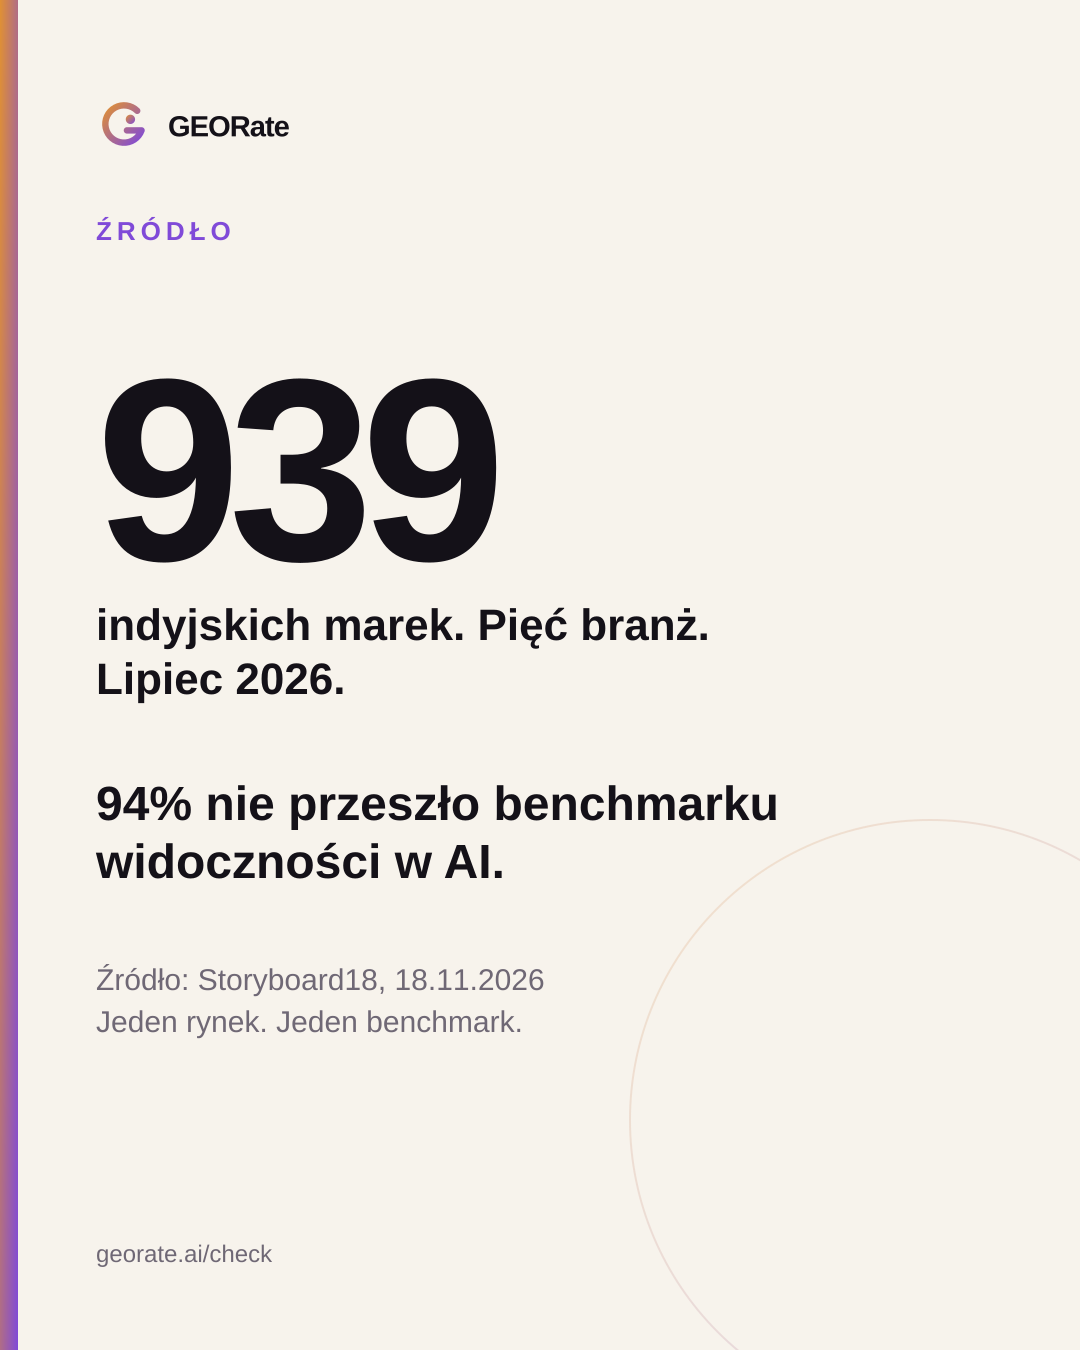 GEORate
ŹRÓDŁO
939
indyjskich marek. Pięć branż.
Lipiec 2026.
94% nie przeszło benchmarku
widoczności w AI.
Źródło: Storyboard18, 18.11.2026
Jeden rynek. Jeden benchmark.
georate.ai/check